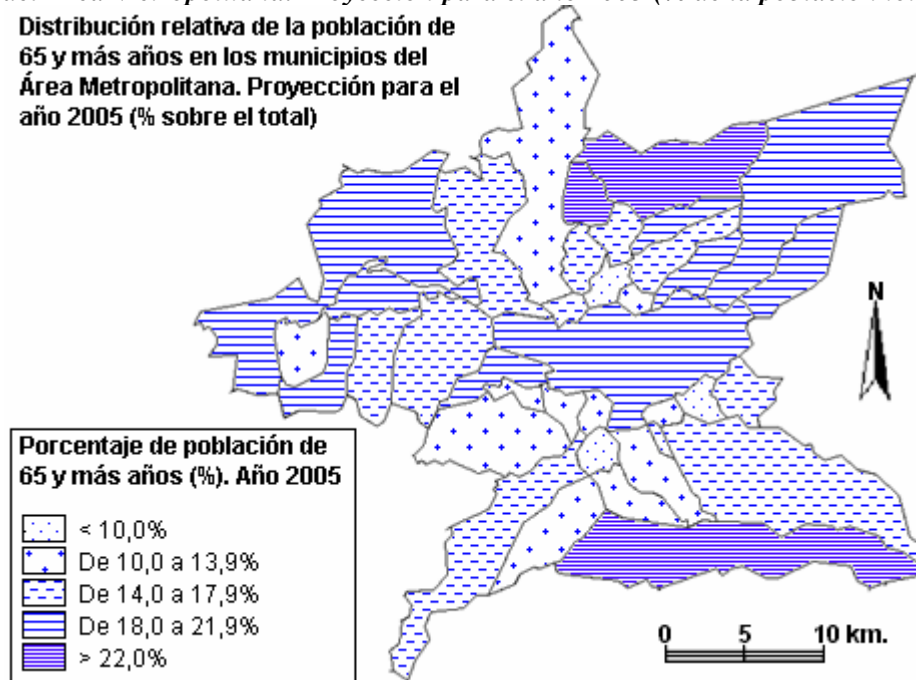 Distribución relativa de la población de
65 y más años en los municipios del
Área Metropolitana. Proyección para el
año 2005 (% sobre el total)
N
Porcentaje de población de
65 y más años (%). Año 2005
< 10,0%
De 10,0 a 13,9%
De 14,0 a 17,9%
De 18,0 a 21,9%
> 22,0%
0 5 10 km.